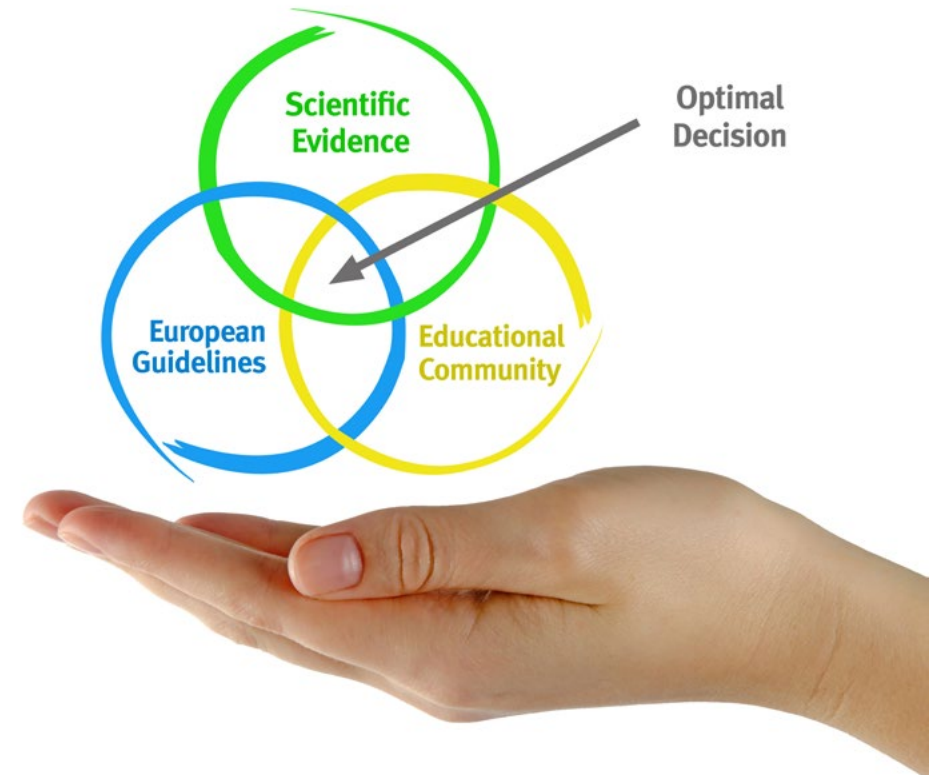 Scientific
Evidence
Optimal
Decision
European
Guidelines
Educational
Community